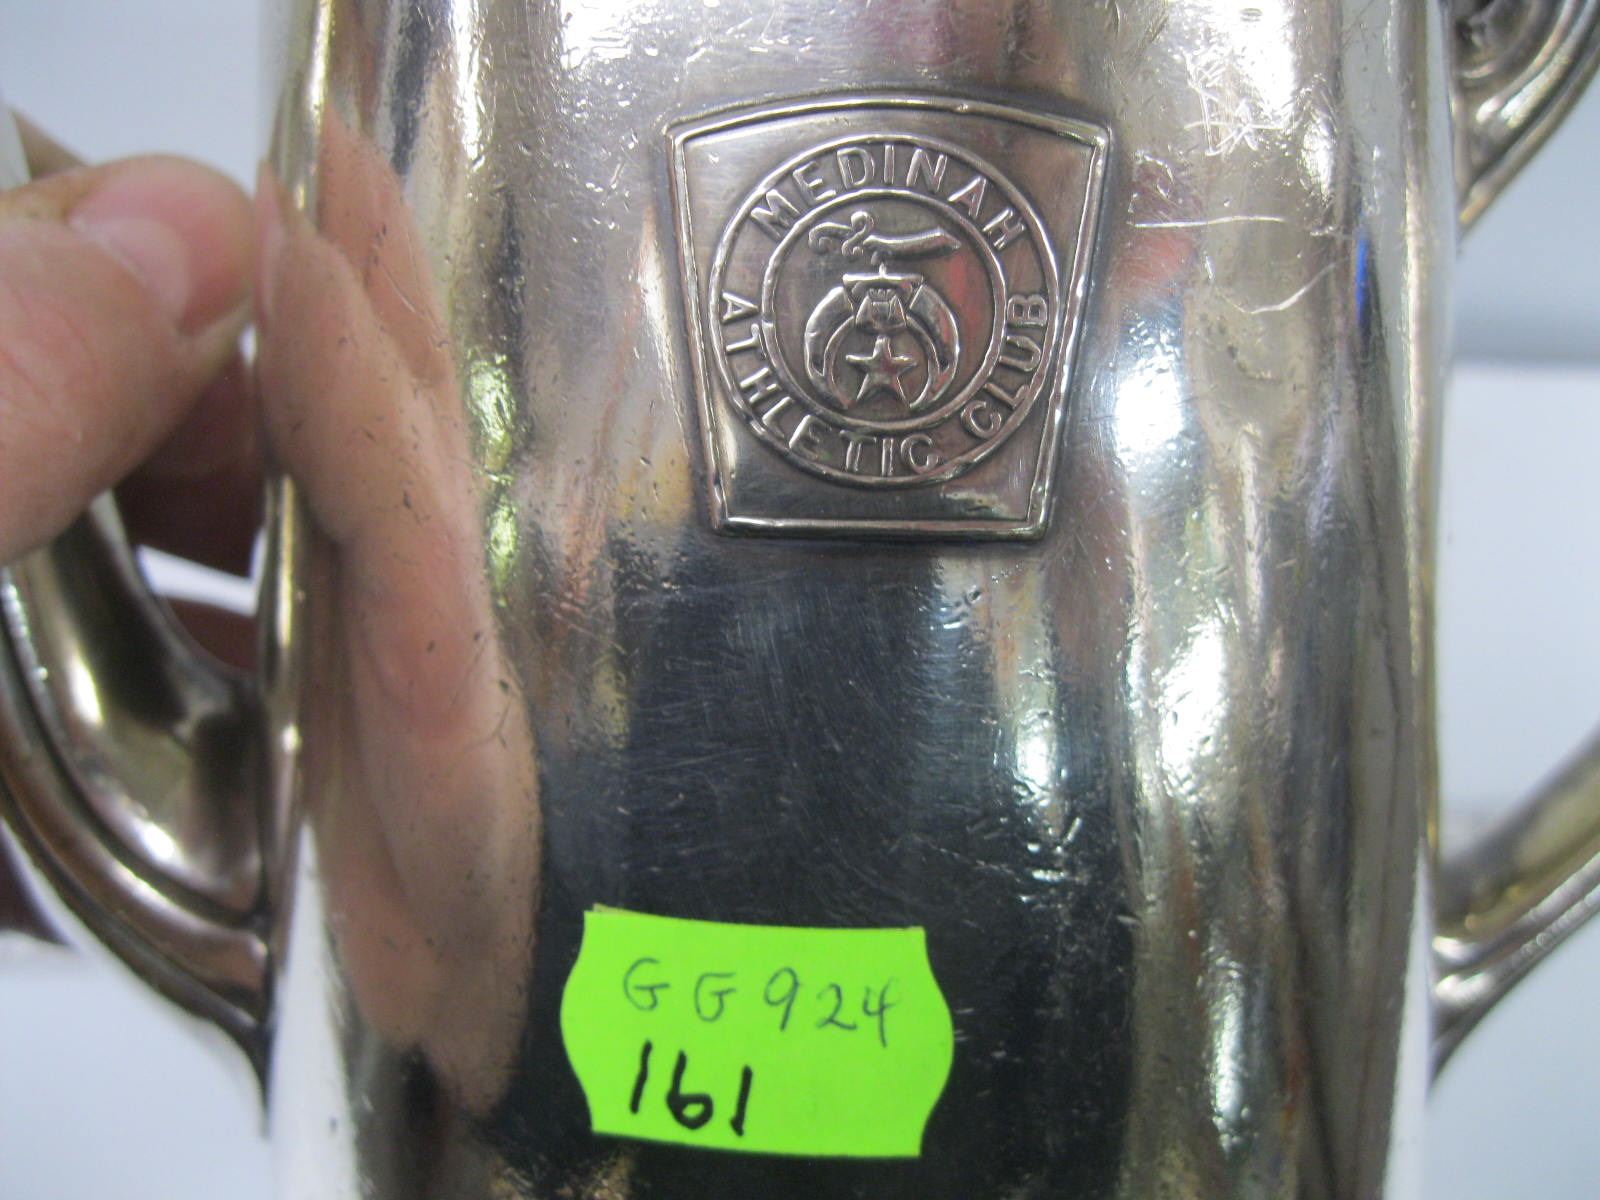 MEDINAH
ATHLETIC CLUB
GG924
161